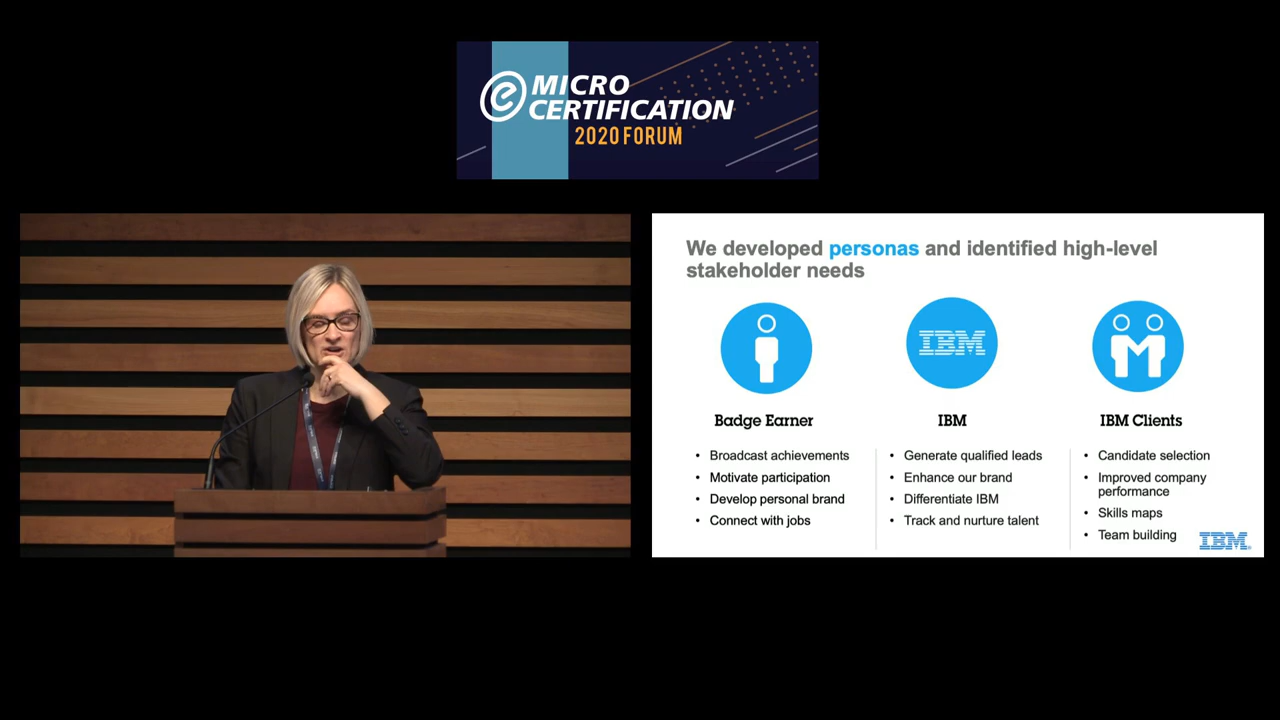 e MICRO
CERTIFICATION
2020 FORUM
We developed personas and identified high-level
stakeholder needs
IBM
Badge Earner
IBM
IBM Clients
• Broadcast achievements
• Motivate participation
• Develop personal brand
• Connect with jobs
• Generate qualified leads
• Enhance our brand
• Differentiate IBM
• Track and nurture talent
• Candidate selection
• Improved company
performance
• Skills maps
• Team building
IBM®